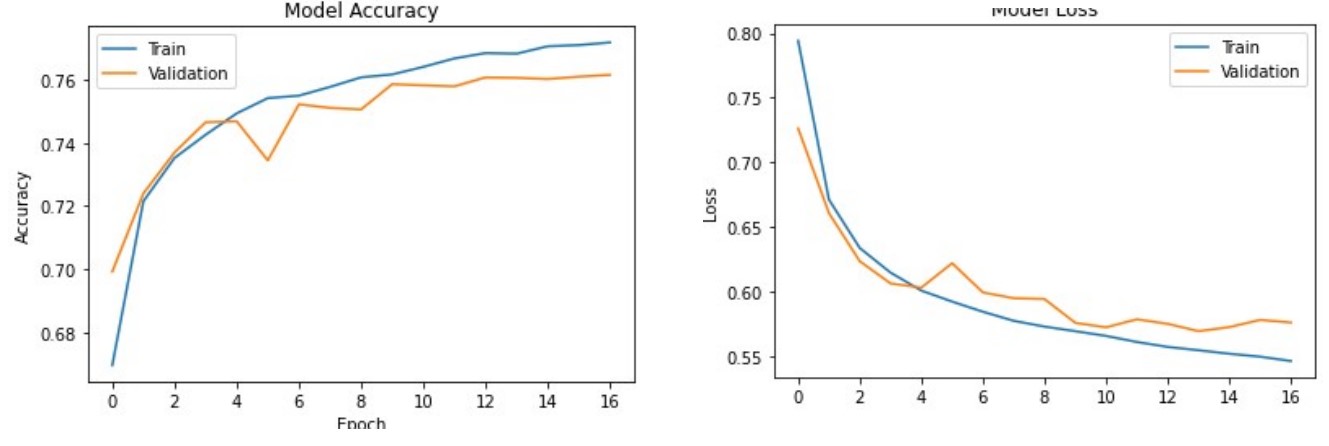 Model Accuracy
Train
Validation
0.76
0.74
0.72
0.70
0.68
Accuracy
0 2 4 6 8 10 12 14 16
Epoch
Model Loss
Train
Validation
0.80
0.75
0.70
0.65
0.60
0.55
Loss
0 2 4 6 8 10 12 14 16